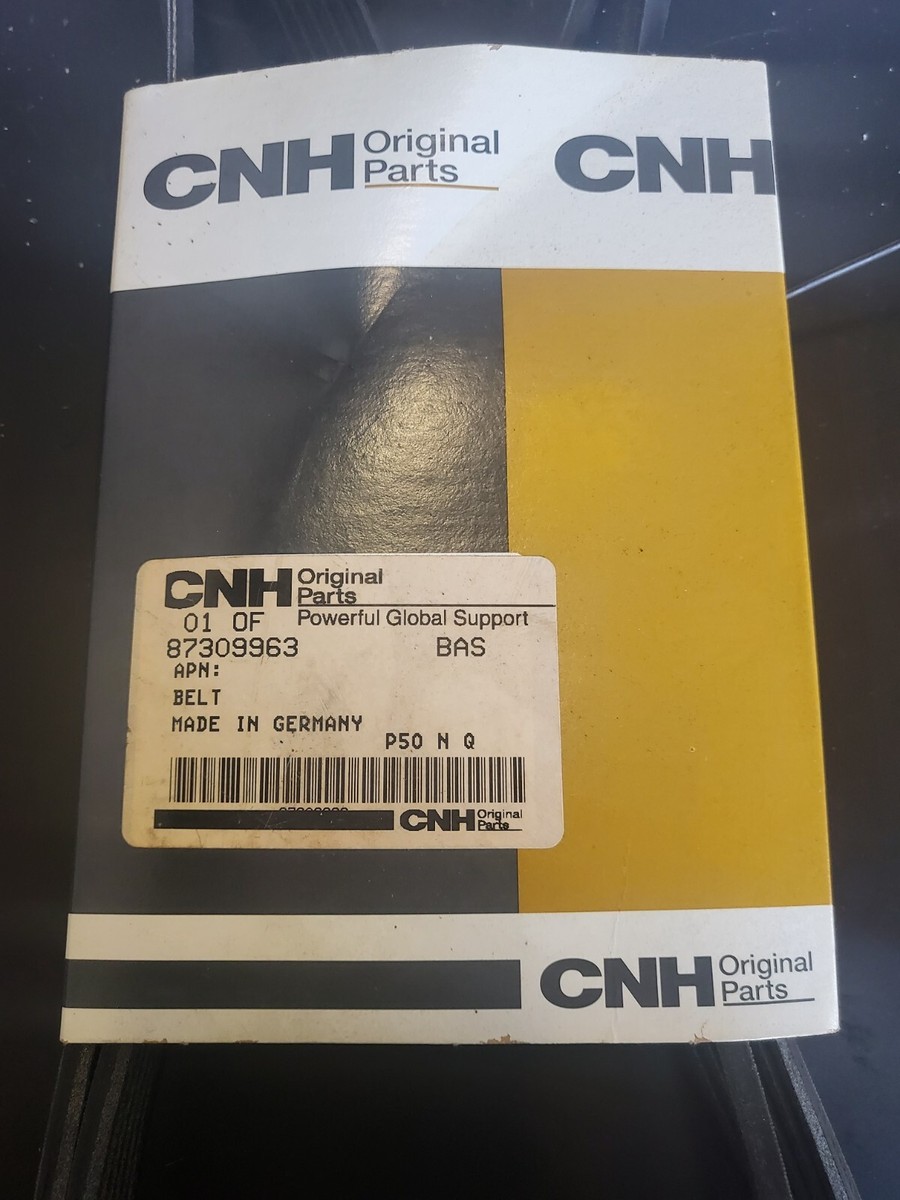 CNH Original Parts
CNH
CNH Original Parts
01 OF Powerful Global Support
87309963 BAS
APN:
BELT
MADE IN GERMANY
P50 N Q
CNH Original Parts
CNH Original Parts